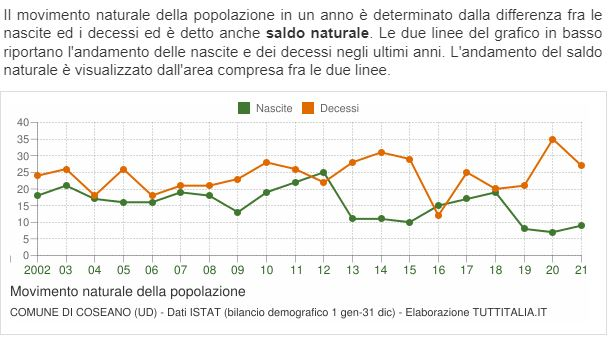 Il movimento naturale della popolazione in un anno è determinato dalla differenza fra le
nascite ed i decessi ed è detto anche saldo naturale. Le due linee del grafico in basso
riportano l'andamento delle nascite e dei decessi negli ultimi anni. L'andamento del saldo
naturale è visualizzato dall'area compresa fra le due linee.
Nascite Decessi
40
35
30
25
20
15
10
5
0
2002 03 04 05 06 07 08 09 10 11 12 13 14 15 16 17 18 19 20 21
Movimento naturale della popolazione
COMUNE DI COSEANO (UD) - Dati ISTAT (bilancio demografico 1 gen-31 dic) - Elaborazione TUTTITALIA.IT